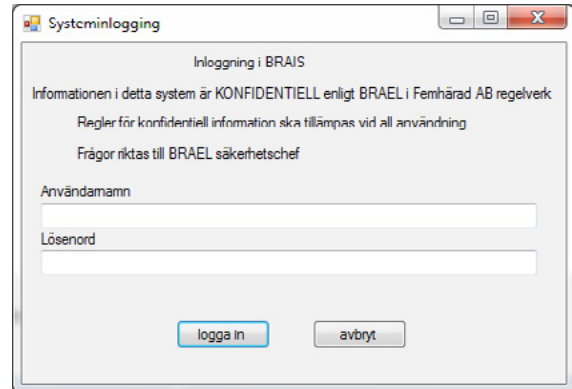 Systeminlogging
Inloggning i BRAIS
Informationen i detta system är KONFIDENTIELL enligt BRAEL i Femhärad AB regelverk
Regler för konfidentiell information ska tillämpas vid all användning
Frågor riktas till BRAEL säkerhetschef
Användarnamn
Lösenord
logga in
avbryt